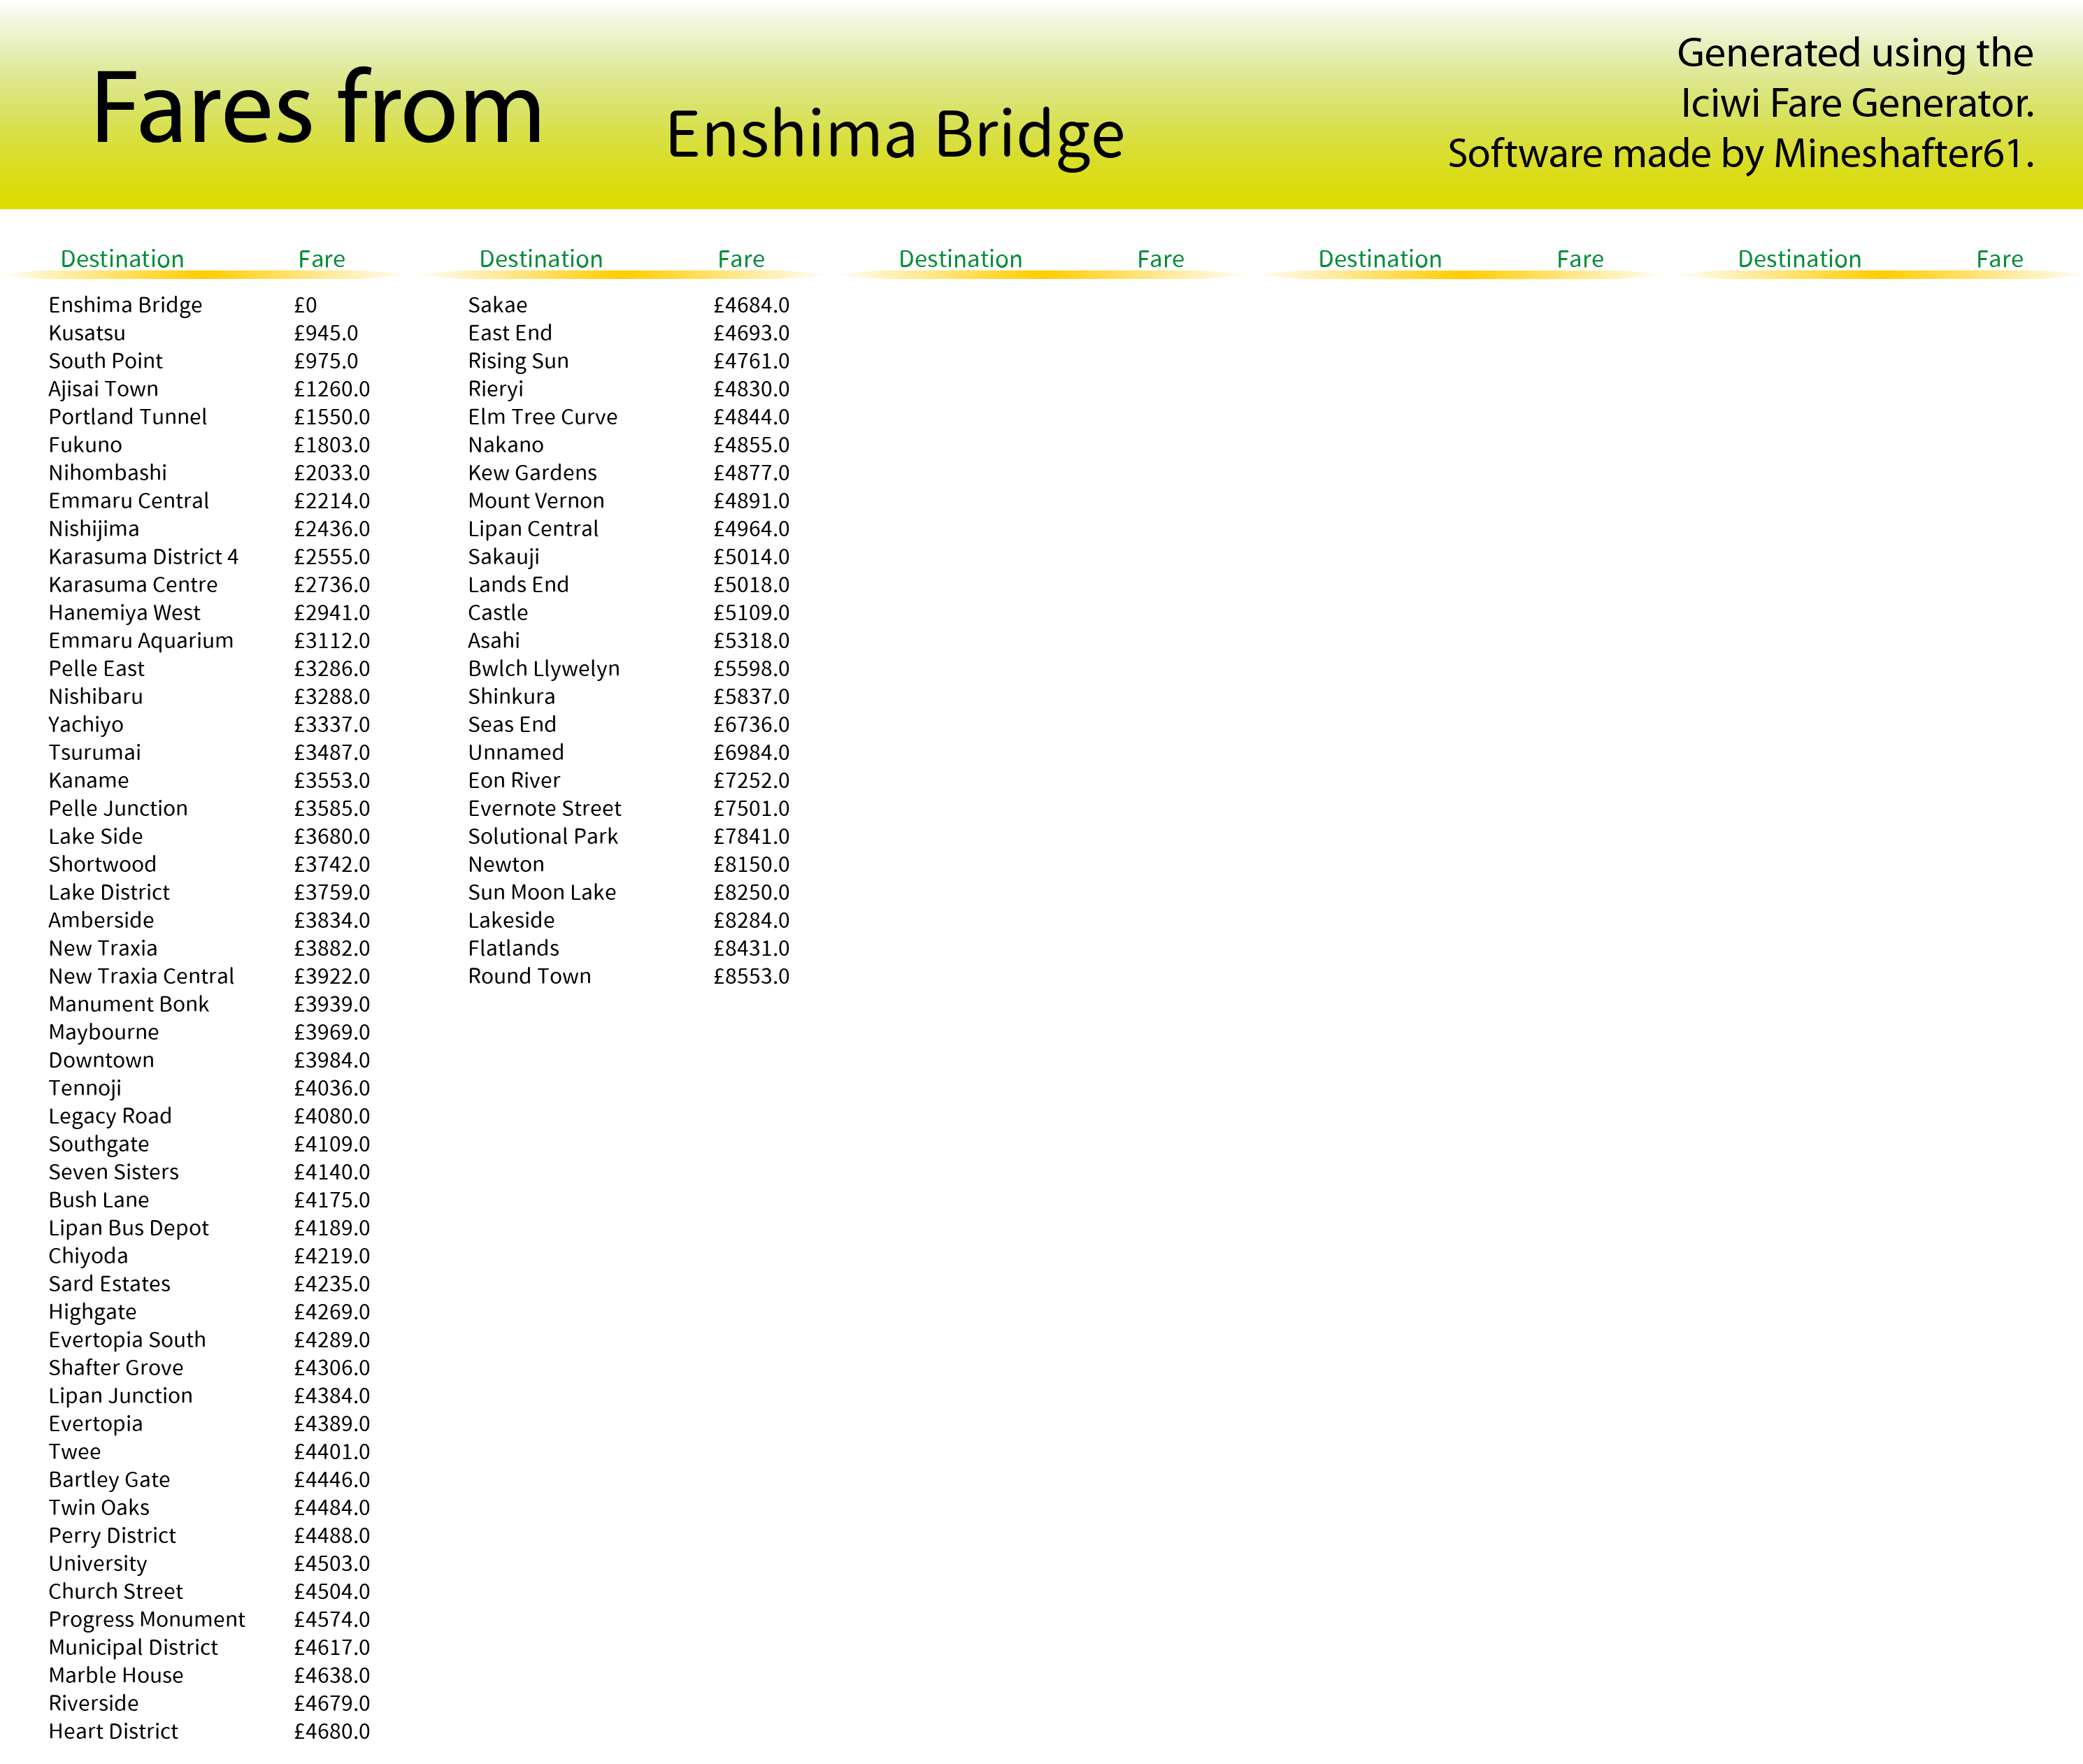 Fares from Enshima Bridge
Generated using the
Iciwi Fare Generator.
Software made by Mineshafter61.
Destination Fare Destination Fare Destination Fare Destination Fare Destination Fare
Enshima Bridge £0
Kusatsu £945.0
South Point £975.0
Ajisai Town £1260.0
Portland Tunnel £1550.0
Fukuno £1803.0
Nihombashi £2033.0
Emmaru Central £2214.0
Nishijima £2436.0
Karasuma District 4 £2555.0
Karasuma Centre £2736.0
Hanemiya West £2941.0
Emmaru Aquarium £3112.0
Pelle East £3286.0
Nishibaru £3288.0
Yachiyo £3337.0
Tsurumai £3487.0
Kaname £3553.0
Pelle Junction £3585.0
Lake Side £3680.0
Shortwood £3742.0
Lake District £3759.0
Amberside £3834.0
New Traxia £3882.0
New Traxia Central £3922.0
Manument Bonk £3939.0
Maybourne £3969.0
Downtown £3984.0
Tennoji £4036.0
Legacy Road £4080.0
Southgate £4109.0
Seven Sisters £4140.0
Bush Lane £4175.0
Lipan Bus Depot £4189.0
Chiyoda £4219.0
Sard Estates £4235.0
Highgate £4269.0
Evertopia South £4289.0
Shafter Grove £4306.0
Lipan Junction £4384.0
Evertopia £4389.0
Twee £4401.0
Bartley Gate £4446.0
Twin Oaks £4484.0
Perry District £4488.0
University £4503.0
Church Street £4504.0
Progress Monument £4574.0
Municipal District £4617.0
Marble House £4638.0
Riverside £4679.0
Heart District £4680.0
Sakae £4684.0
East End £4693.0
Rising Sun £4761.0
Rieryi £4830.0
Elm Tree Curve £4844.0
Nakano £4855.0
Kew Gardens £4877.0
Mount Vernon £4891.0
Lipan Central £4964.0
Sakauji £5014.0
Lands End £5018.0
Castle £5109.0
Asahi £5318.0
Bwlch Llywelyn £5598.0
Shinkura £5837.0
Seas End £6736.0
Unnamed £6984.0
Eon River £7252.0
Evernote Street £7501.0
Solutional Park £7841.0
Newton £8150.0
Sun Moon Lake £8250.0
Lakeside £8284.0
Flatlands £8431.0
Round Town £8553.0